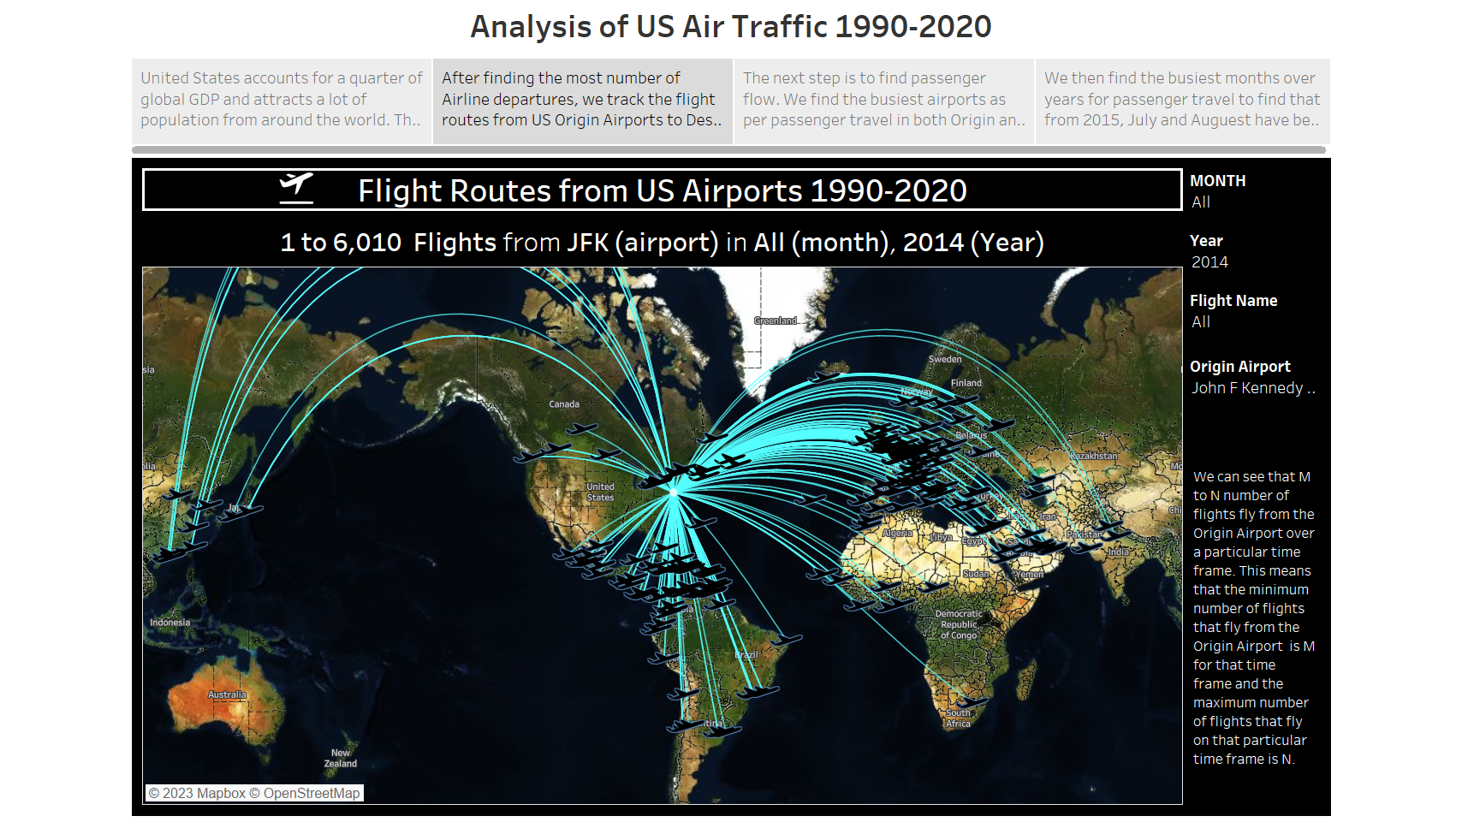 Analysis of US Air Traffic 1990-2020
United States accounts for a quarter of
global GDP and attracts a lot of
population from around the world. Th..
After finding the most number of
Airline departures, we track the flight
routes from US Origin Airports to Des..
The next step is to find passenger
flow. We find the busiest airports as
per passenger travel in both Origin an..
We then find the busiest months over
years for passenger travel to find that
from 2015, July and Auguest have be..
Flight Routes from US Airports 1990-2020
1 to 6,010 Flights from JFK (airport) in All (month), 2014 (Year)
MONTH
All
Year
2014
Flight Name
All
Origin Airport
John F Kennedy ..
We can see that M
to N number of
flights fly from the
Origin Airport over
a particular time
frame. This means
that the minimum
number of flights
that fly from the
Origin Airport is M
for that time
frame and the
maximum number
of flights that fly
on that particular
time frame is N.
Greenland
Sweden
Finland
Norway
Canada
Belarus
Kazakhstan
United
States
Turkey
Iran
Algeria
Libya
Egypt
Pakistan
India
Sudan
Yemen
Democratic
Republic
of Congo
Indonesia
Brazil
Australia
South
Africa
New
Zealand
© 2023 Mapbox © OpenStreetMap